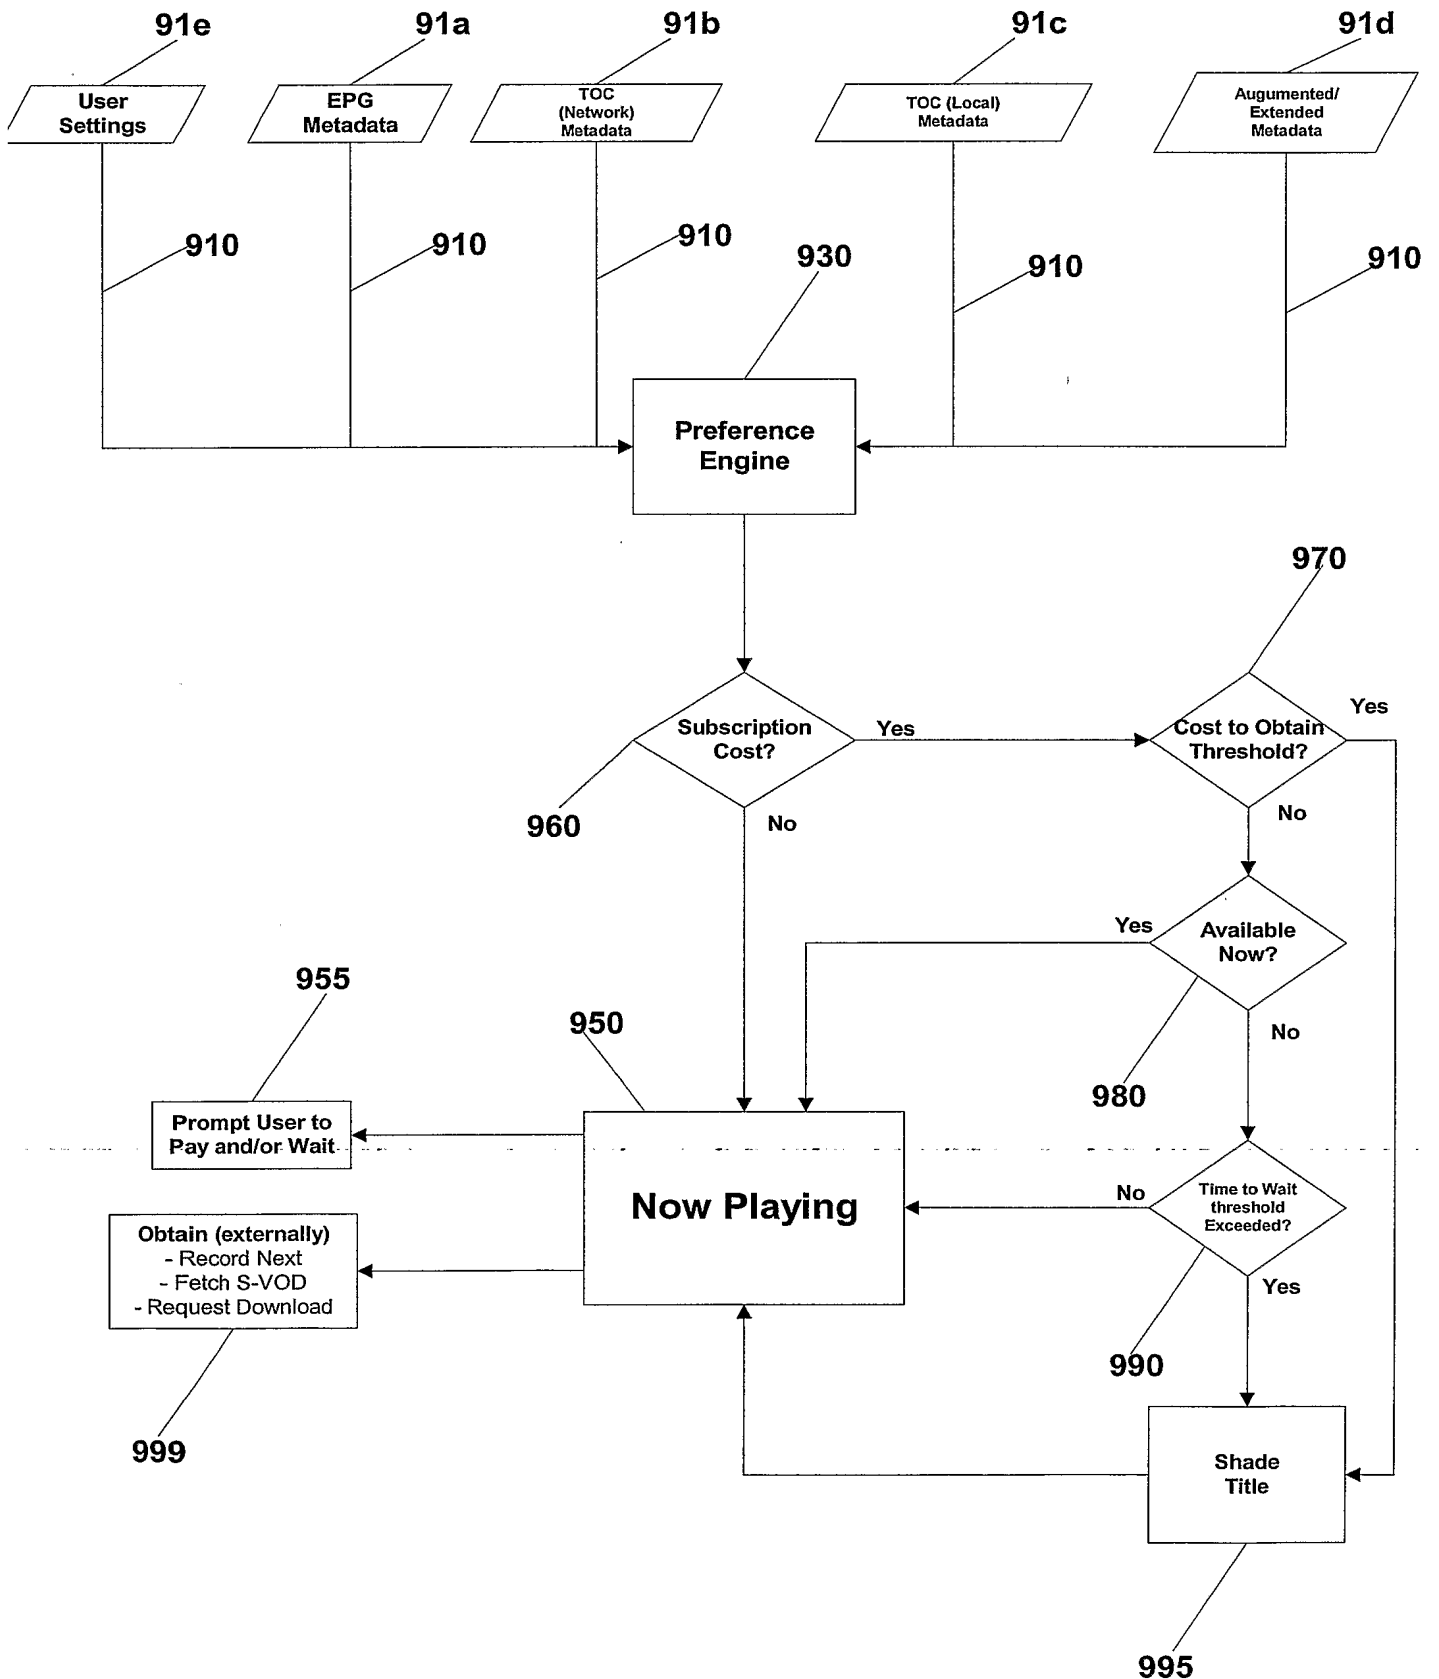 91e
91a
91b
91c
91d
User
Settings
EPG
Metadata
TOC
(Network)
Metadata
TOC (Local)
Metadata
Augumented/
Extended
Metadata
910
910
910
910
910
930
Preference
Engine
970
Subscription
Cost?
Yes
Cost to Obtain
Threshold?
Yes
960
No
No
Yes
Available
Now?
955
950
No
980
Prompt User to
Pay and/or Wait
Now Playing
No
Time to Wait
threshold
Exceeded?
Obtain (externally)
- Record Next
- Fetch S-VOD
- Request Download
Yes
990
999
Shade
Title
995